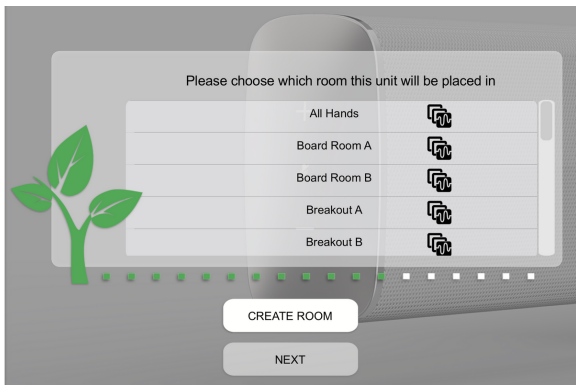 Please choose which room this unit will be placed in
All Hands
Board Room A
Board Room B
Breakout A
Breakout B
CREATE ROOM
NEXT